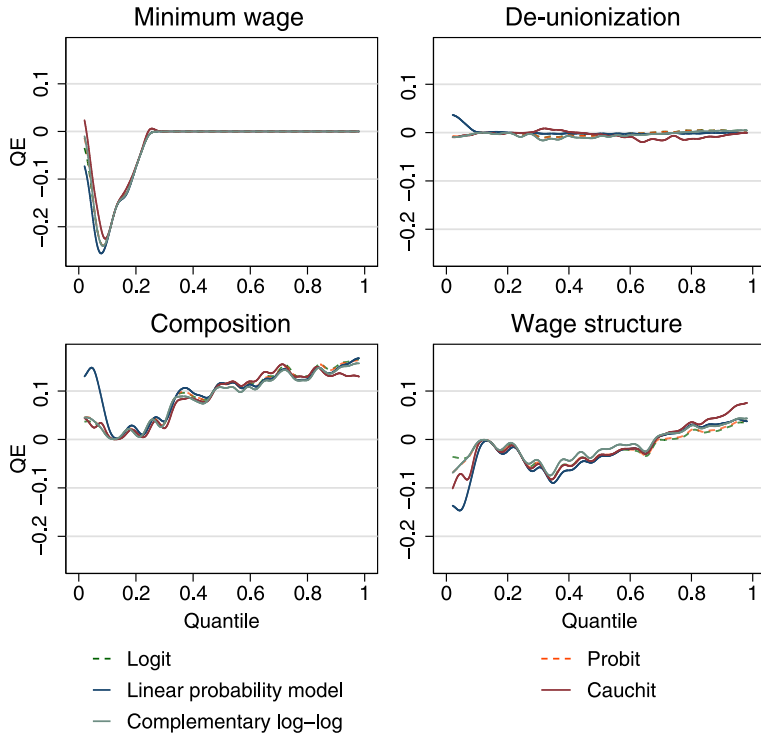 Minimum wage
De-unionization
QE
0.1
0
−0.1
−0.2
0 0.2 0.4 0.6 0.8 1
0.1
0
−0.1
−0.2
0 0.2 0.4 0.6 0.8 1
Composition
Wage structure
QE
0.1
0
−0.1
−0.2
0 0.2 0.4 0.6 0.8 1
Quantile
0.1
0
−0.1
−0.2
0 0.2 0.4 0.6 0.8 1
Quantile
Logit
Probit
Linear probability model
Cauchit
Complementary log−log